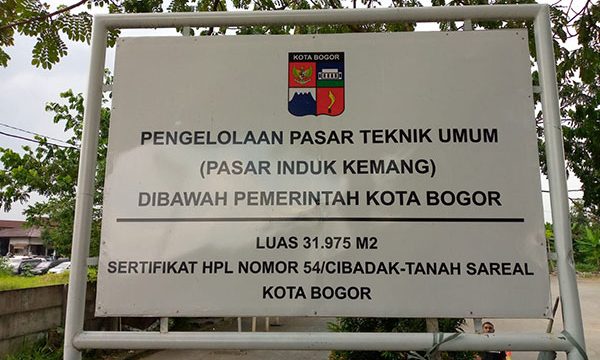 KOTA BOGOR
PENGELOLAAN PASAR TEKNIK UMUM
(PASAR INDUK KEMANG)
DIBAWAH PEMERINTAH KOTA BOGOR
LUAS 31.975 M2
SERTIFIKAT HPL NOMOR 54/CIBADAK-TANAH SAREAL
KOTA BOGOR